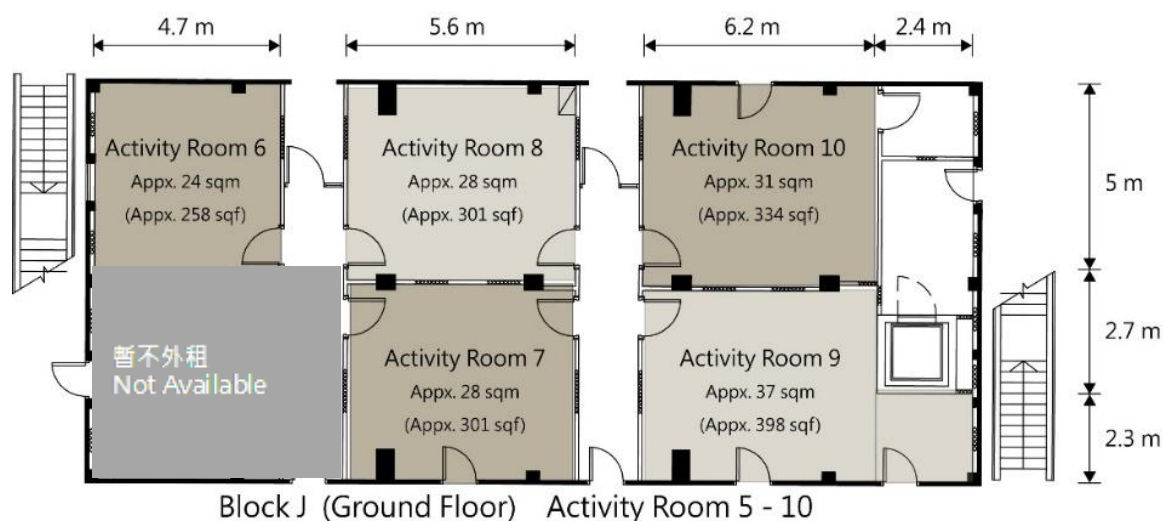 4.7 m
5.6 m
6.2 m
2.4 m
Activity Room 6
Appx. 24 sqm
(Appx. 258 sqf)
Activity Room 8
Appx. 28 sqm
(Appx. 301 sqf)
Activity Room 10
Appx. 31 sqm
(Appx. 334 sqf)
5 m
暫不外租
Not Available
Activity Room 7
Appx. 28 sqm
(Appx. 301 sqf)
Activity Room 9
Appx. 37 sqm
(Appx. 398 sqf)
2.7 m
2.3 m
Block J (Ground Floor) Activity Room 5 - 10